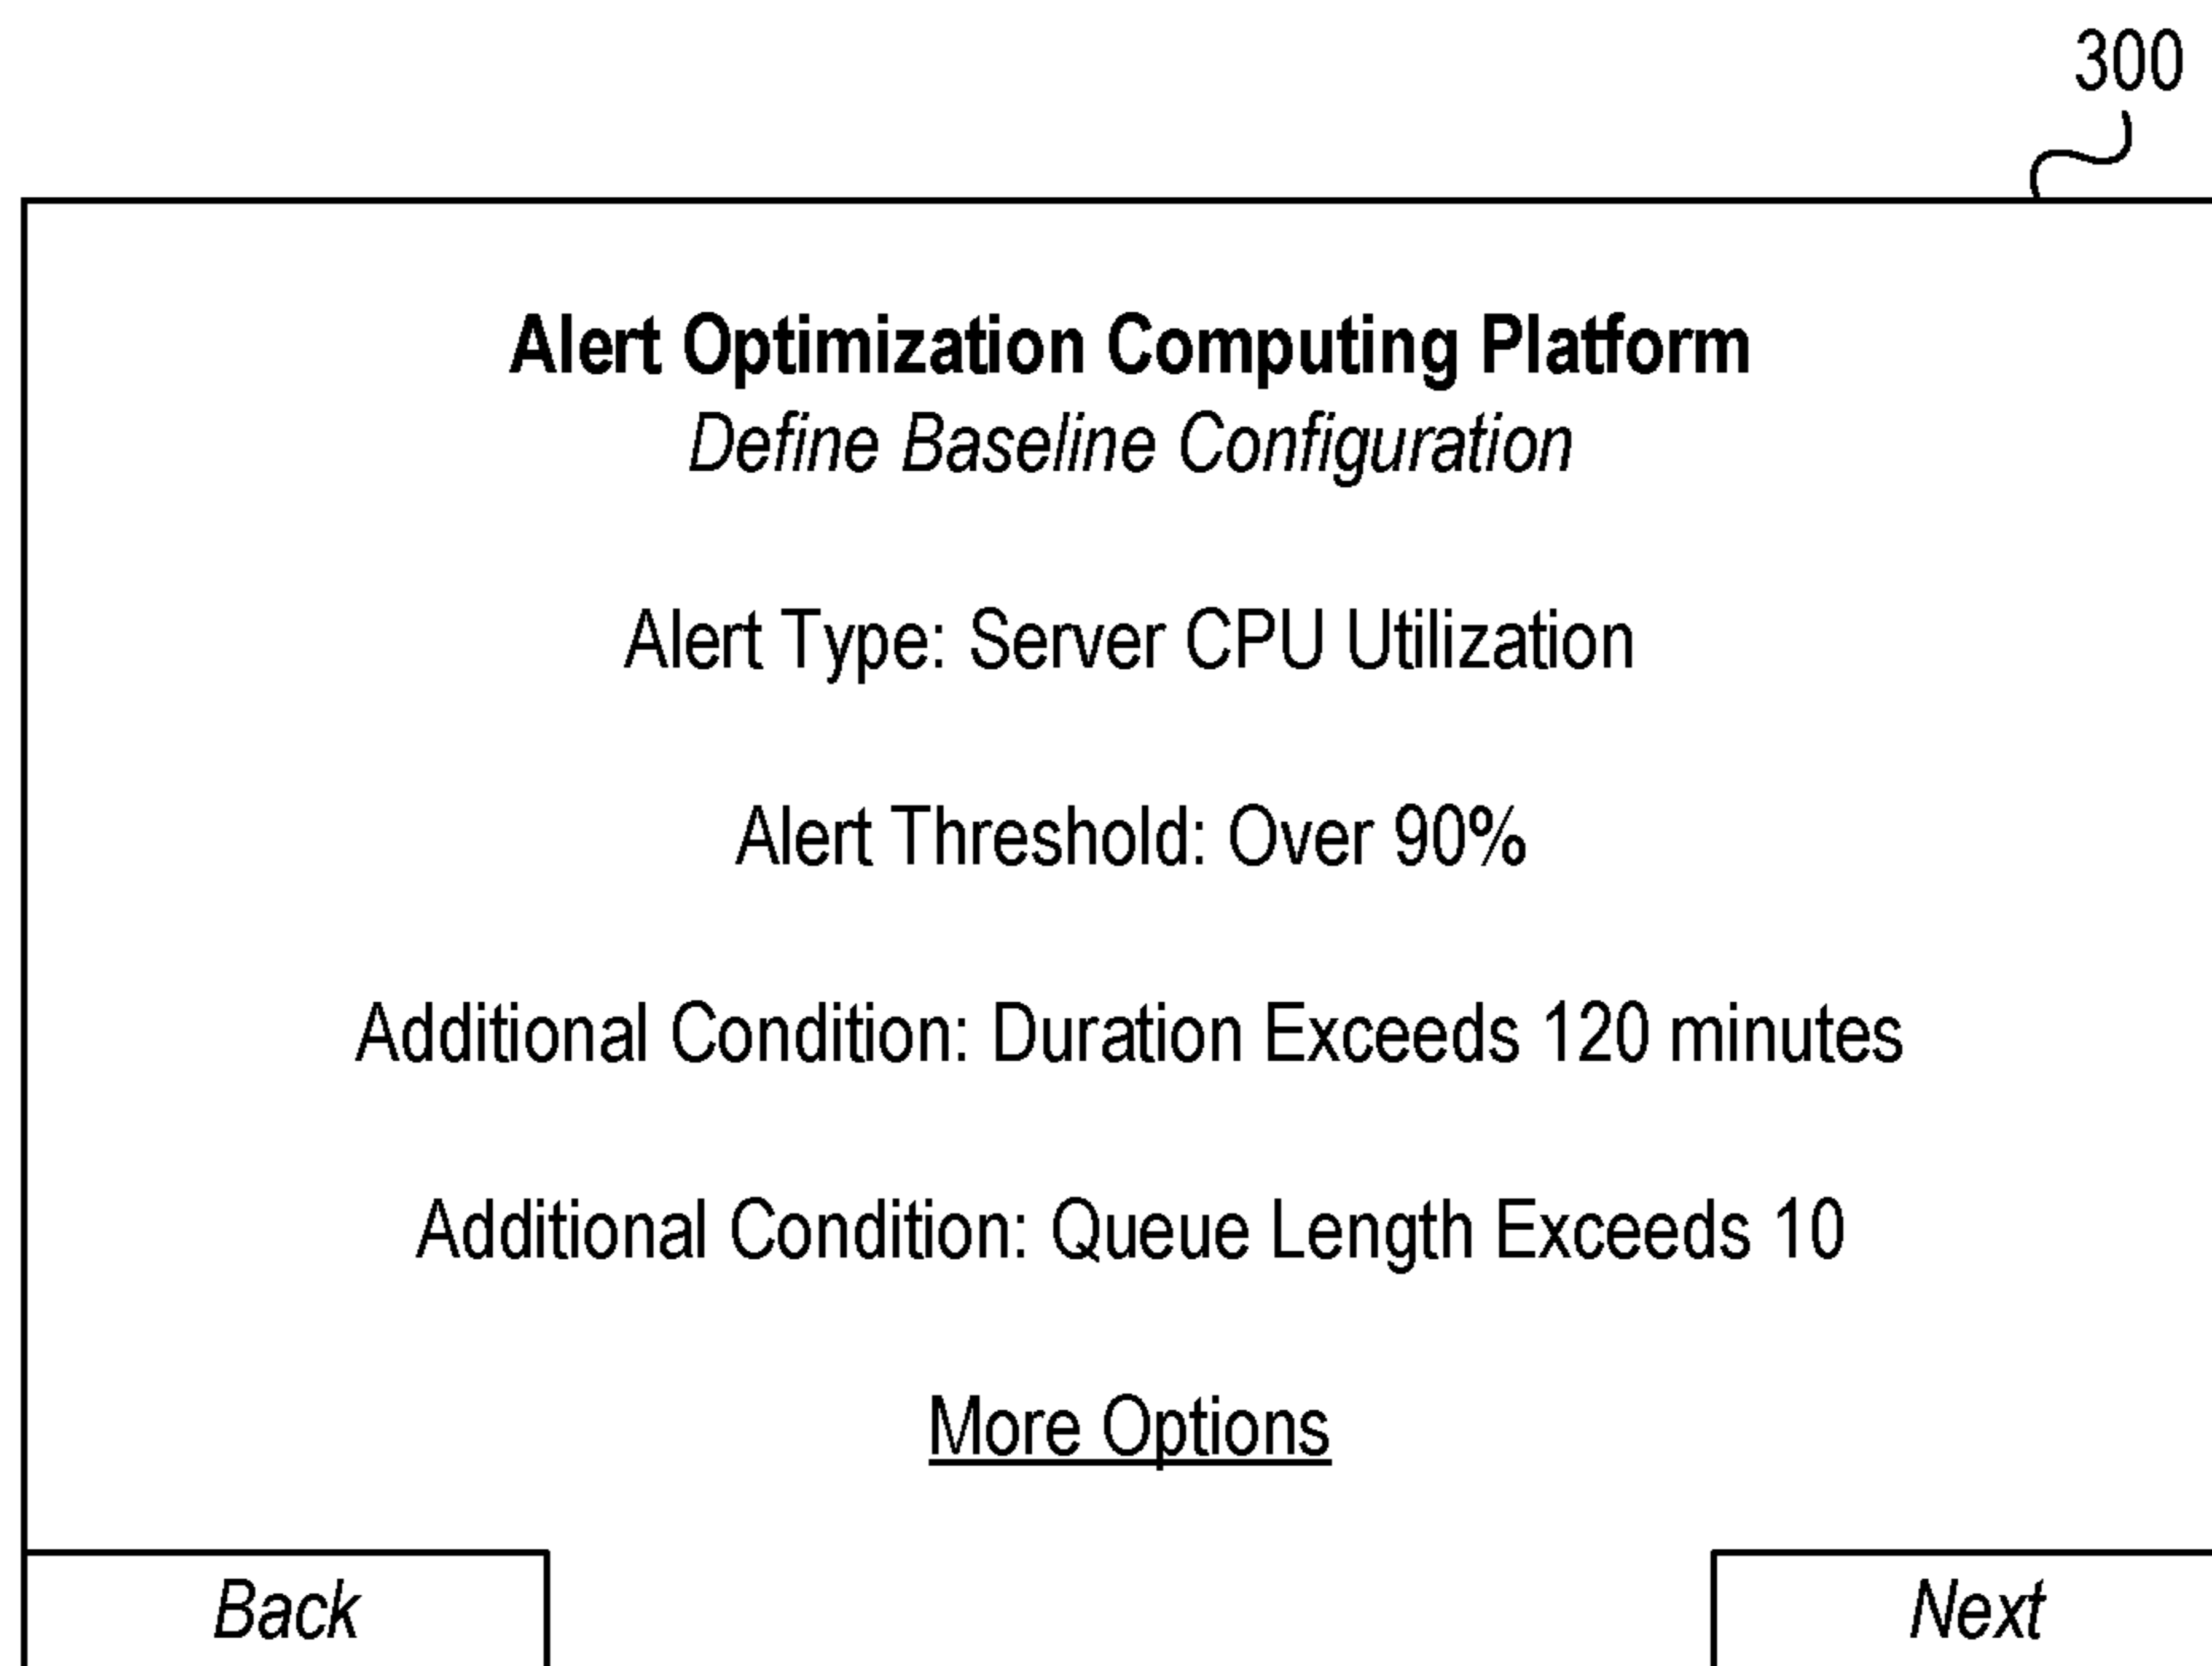 300
Alert Optimization Computing Platform
Define Baseline Configuration
Alert Type: Server CPU Utilization
Alert Threshold: Over 90%
Additional Condition: Duration Exceeds 120 minutes
Additional Condition: Queue Length Exceeds 10
More Options
Back
Next